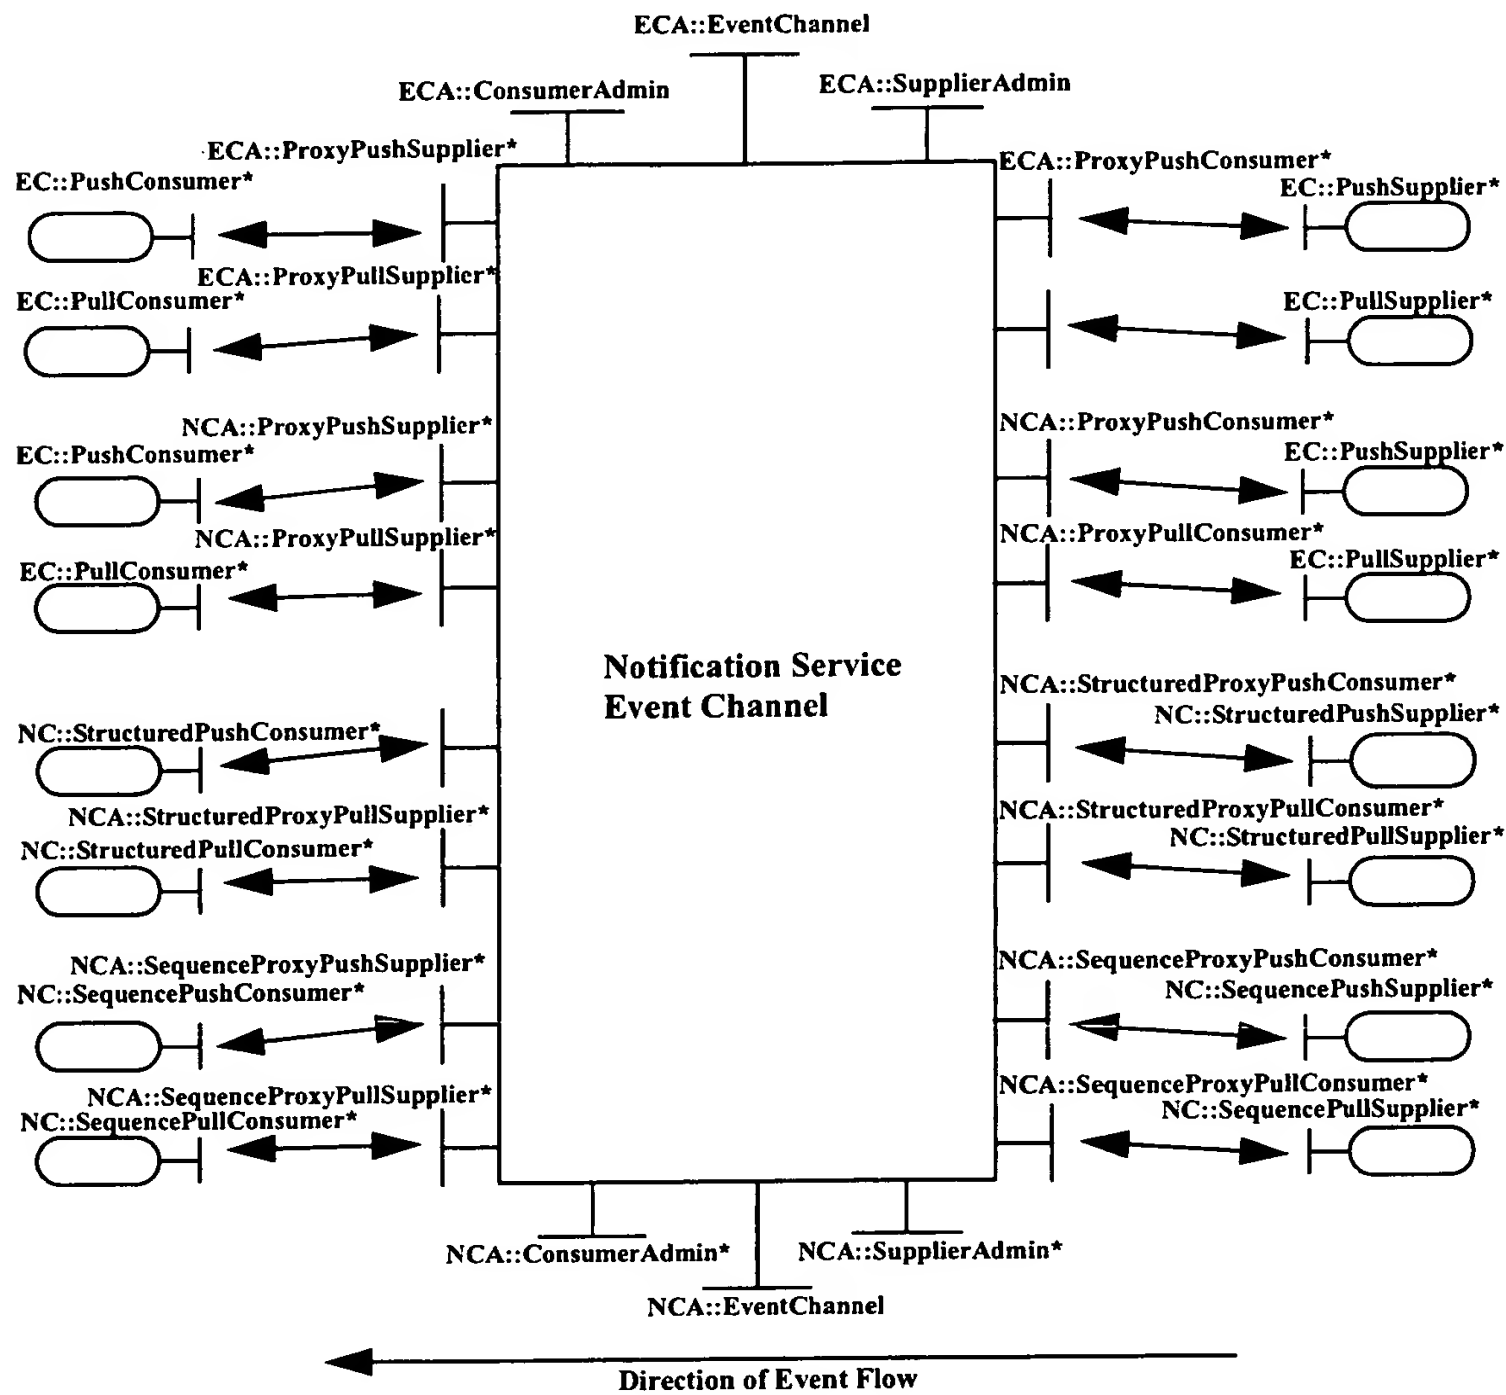 ECA::EventChannel
ECA::ConsumerAdmin
ECA::SupplierAdmin
ECA::ProxyPushSupplier*
ECA::ProxyPushConsumer*
EC::PushConsumer*
EC::PushSupplier*
ECA::ProxyPullSupplier*
EC::PullConsumer*
EC::PullSupplier*
NCA::ProxyPushSupplier*
NCA::ProxyPushConsumer*
EC::PushConsumer*
EC::PushSupplier*
NCA::ProxyPullSupplier*
NCA::ProxyPullConsumer*
EC::PullConsumer*
EC::PullSupplier*
Notification Service
Event Channel
NCA::StructuredProxyPushConsumer*
NC::StructuredPushConsumer*
NC::StructuredPushSupplier*
NCA::StructuredProxyPullSupplier*
NCA::StructuredProxyPullConsumer*
NC::StructuredPullConsumer*
NC::StructuredPullSupplier*
NCA::SequenceProxyPushSupplier*
NCA::SequenceProxyPushConsumer*
NC::SequencePushConsumer*
NC::SequencePushSupplier*
NCA::SequenceProxyPullSupplier*
NCA::SequenceProxyPullConsumer*
NC::SequencePullConsumer*
NC::SequencePullSupplier*
NCA::ConsumerAdmin*
NCA::SupplierAdmin*
NCA::EventChannel
Direction of Event Flow